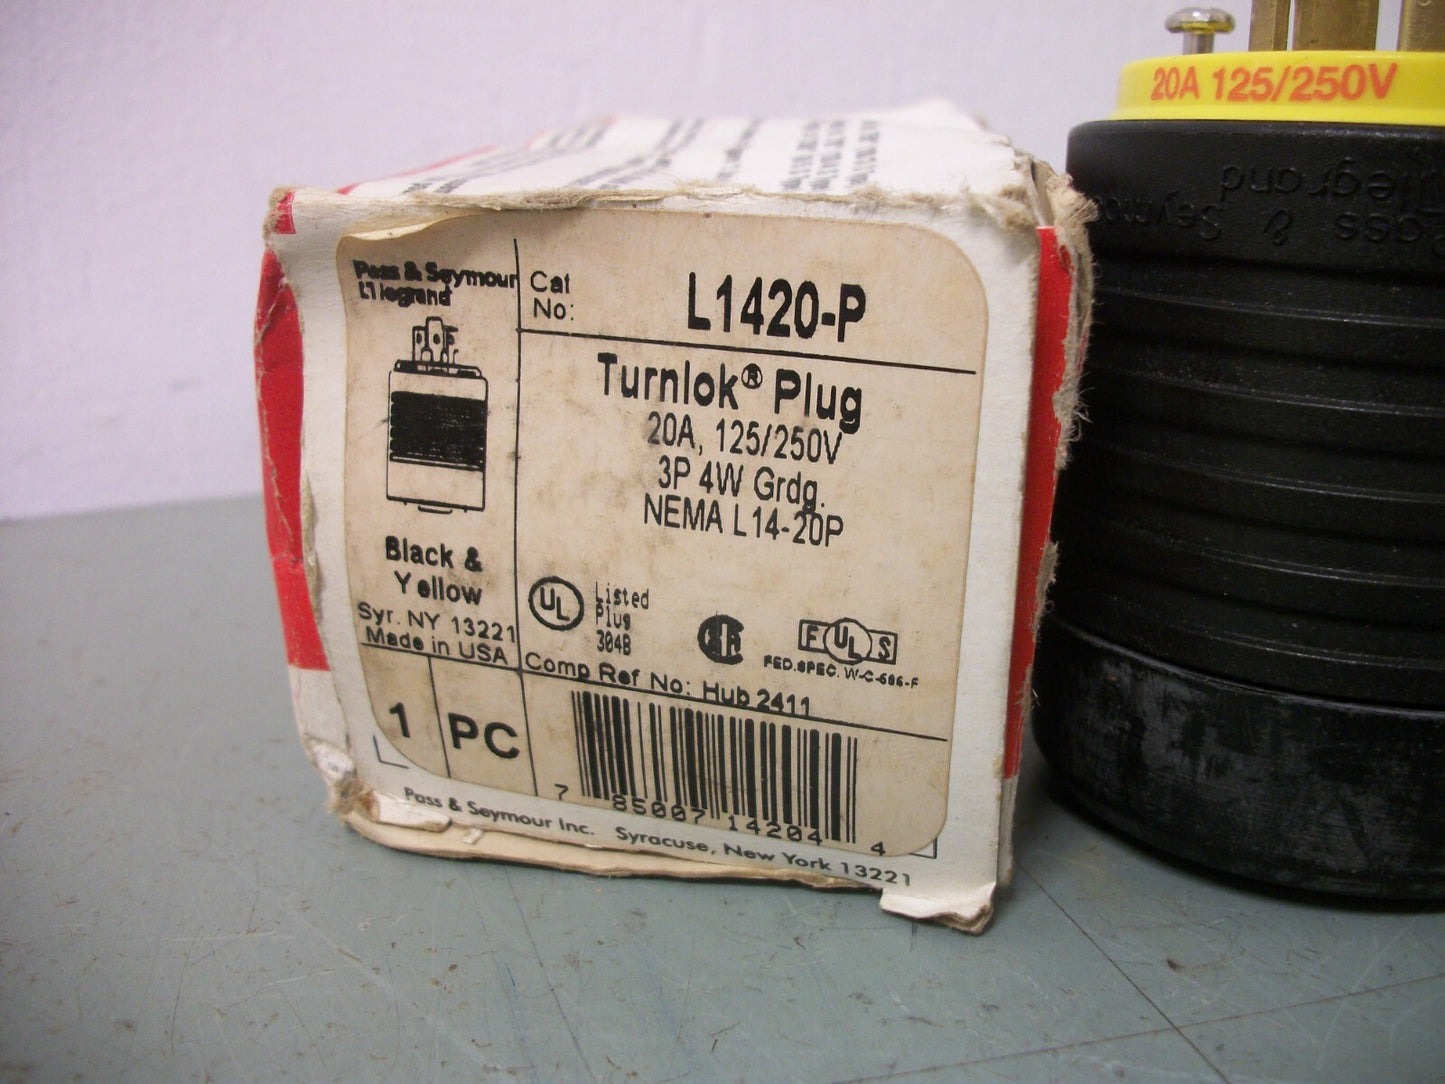 20A 125/250V
Pass & Seymour
Legrand
Pass & Seymour
Legrand
Cat
No:
L1420-P
Turnlok® Plug
20A, 125/250V
3P 4W Grdg.
NEMA L14-20P
Black &
Yellow
Syr. NY 13221
Made in USA
UL
Listed
Plug
304B
F UL S
FED.SPEC. W-C-596-F
Comp Ref No: Hub 2411
1 PC
7 85007 14204 4
Pass & Seymour Inc. Syracuse, New York 13221